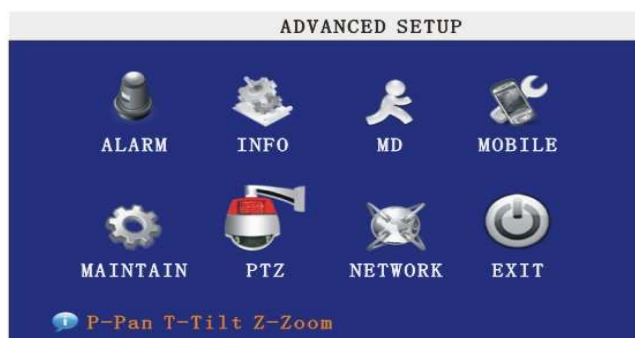 ADVANCED SETUP
ALARM INFO MD MOBILE
MAINTAIN PTZ NETWORK EXIT
P-Pan T-Tilt Z-Zoom